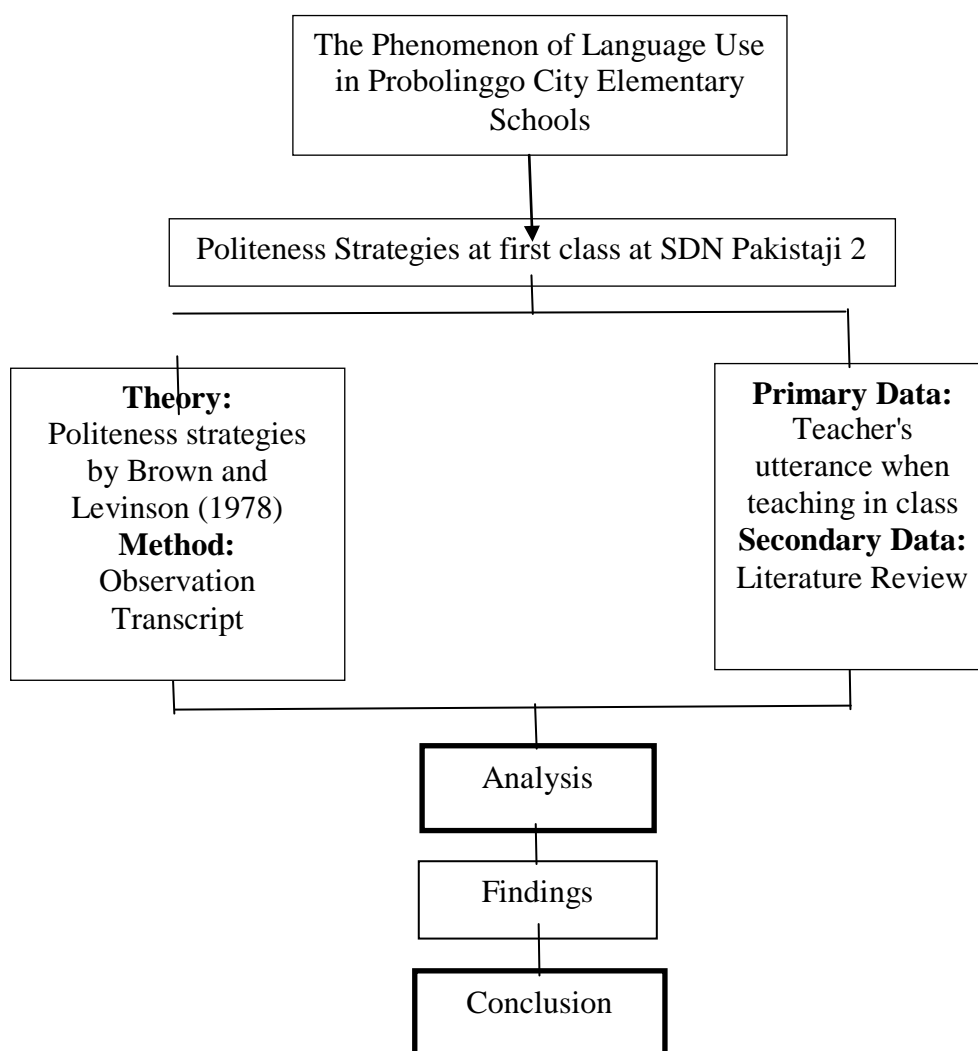 The Phenomenon of Language Use
in Probolinggo City Elementary
Schools
Politeness Strategies at first class at SDN Pakistaji 2
Theory:
Politeness strategies
by Brown and
Levinson (1978)
Method:
Observation
Transcript
Primary Data:
Teacher's
utterance when
teaching in class
Secondary Data:
Literature Review
Analysis
Findings
Conclusion